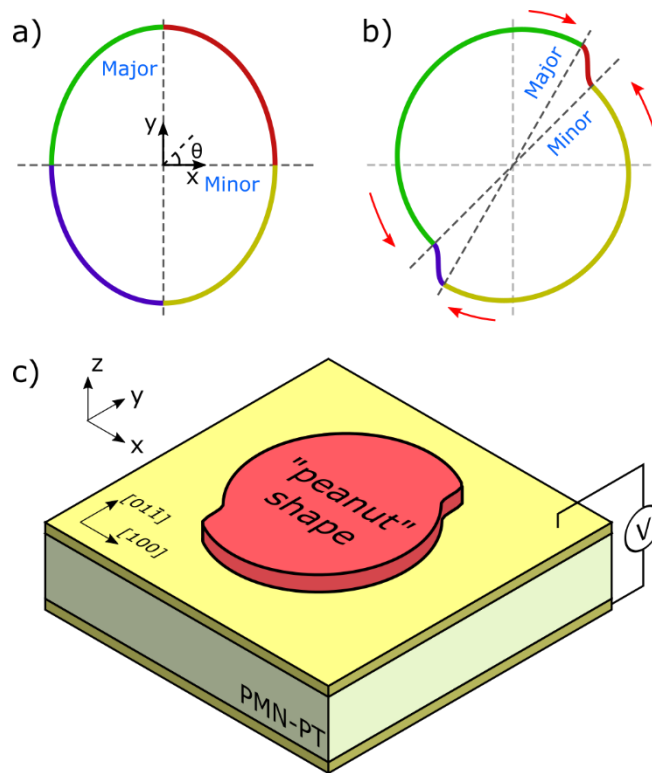 a)
Major
y
θ
x
Minor
b)
Major
Minor
c)
z
y
x
"peanut"
shape
[011̄]
[100]
V
PMN-PT